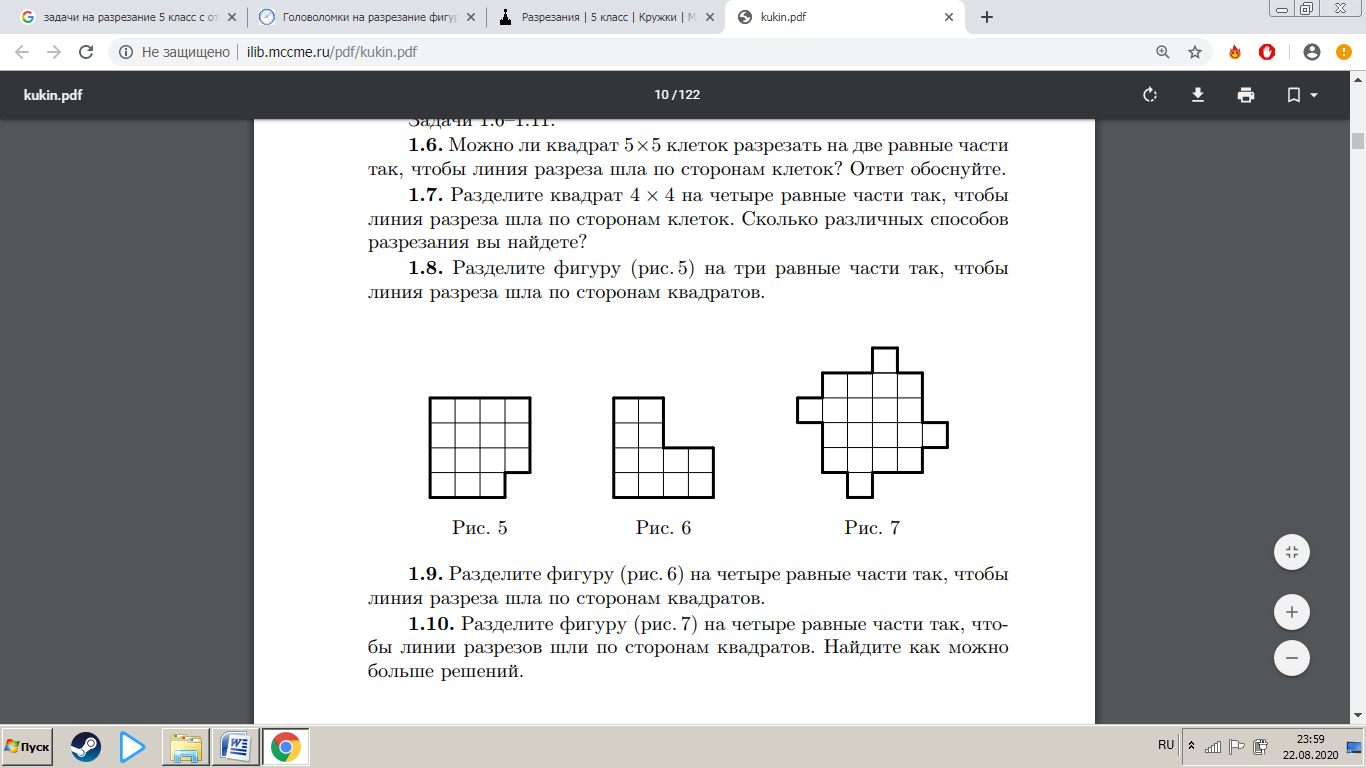 задачи на разрезание 5 класс с от
Головоломки на разрезание фигур
Разрезания | 5 класс | Кружки | М
kukin.pdf
Не защищено | ilib.mccme.ru/pdf/kukin.pdf
kukin.pdf
10 / 122
Задачи 1.6–1.11.
1.6. Можно ли квадрат 5×5 клеток разрезать на две равные части
так, чтобы линия разреза шла по сторонам клеток? Ответ обоснуйте.
1.7. Разделите квадрат 4 × 4 на четыре равные части так, чтобы
линия разреза шла по сторонам клеток. Сколько различных способов
разрезания вы найдете?
1.8. Разделите фигуру (рис. 5) на три равные части так, чтобы
линия разреза шла по сторонам квадратов.
Рис. 5
Рис. 6
Рис. 7
1.9. Разделите фигуру (рис. 6) на четыре равные части так, чтобы
линия разреза шла по сторонам квадратов.
1.10. Разделите фигуру (рис. 7) на четыре равные части так, что-
бы линии разрезов шли по сторонам квадратов. Найдите как можно
больше решений.
Пуск
RU
23:59
22.08.2020